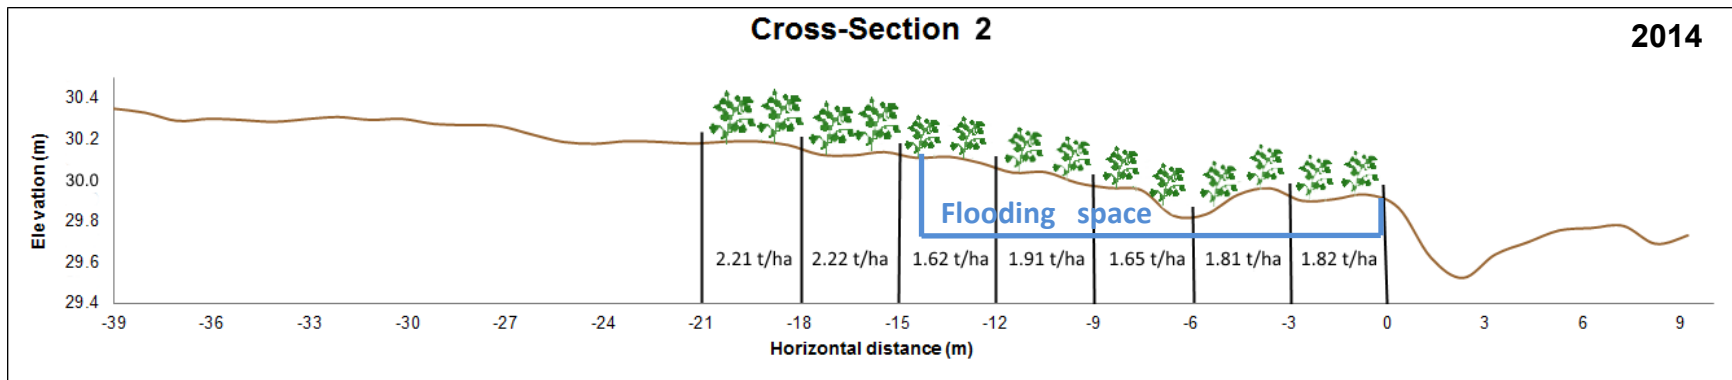 Cross-Section 2
2014
Elevation (m)
30.4
30.2
30.0
29.8
29.6
29.4
Flooding space
2.21 t/ha 2.22 t/ha 1.62 t/ha 1.91 t/ha 1.65 t/ha 1.81 t/ha 1.82 t/ha
-39 -36 -33 -30 -27 -24 -21 -18 -15 -12 -9 -6 -3 0 3 6 9
Horizontal distance (m)